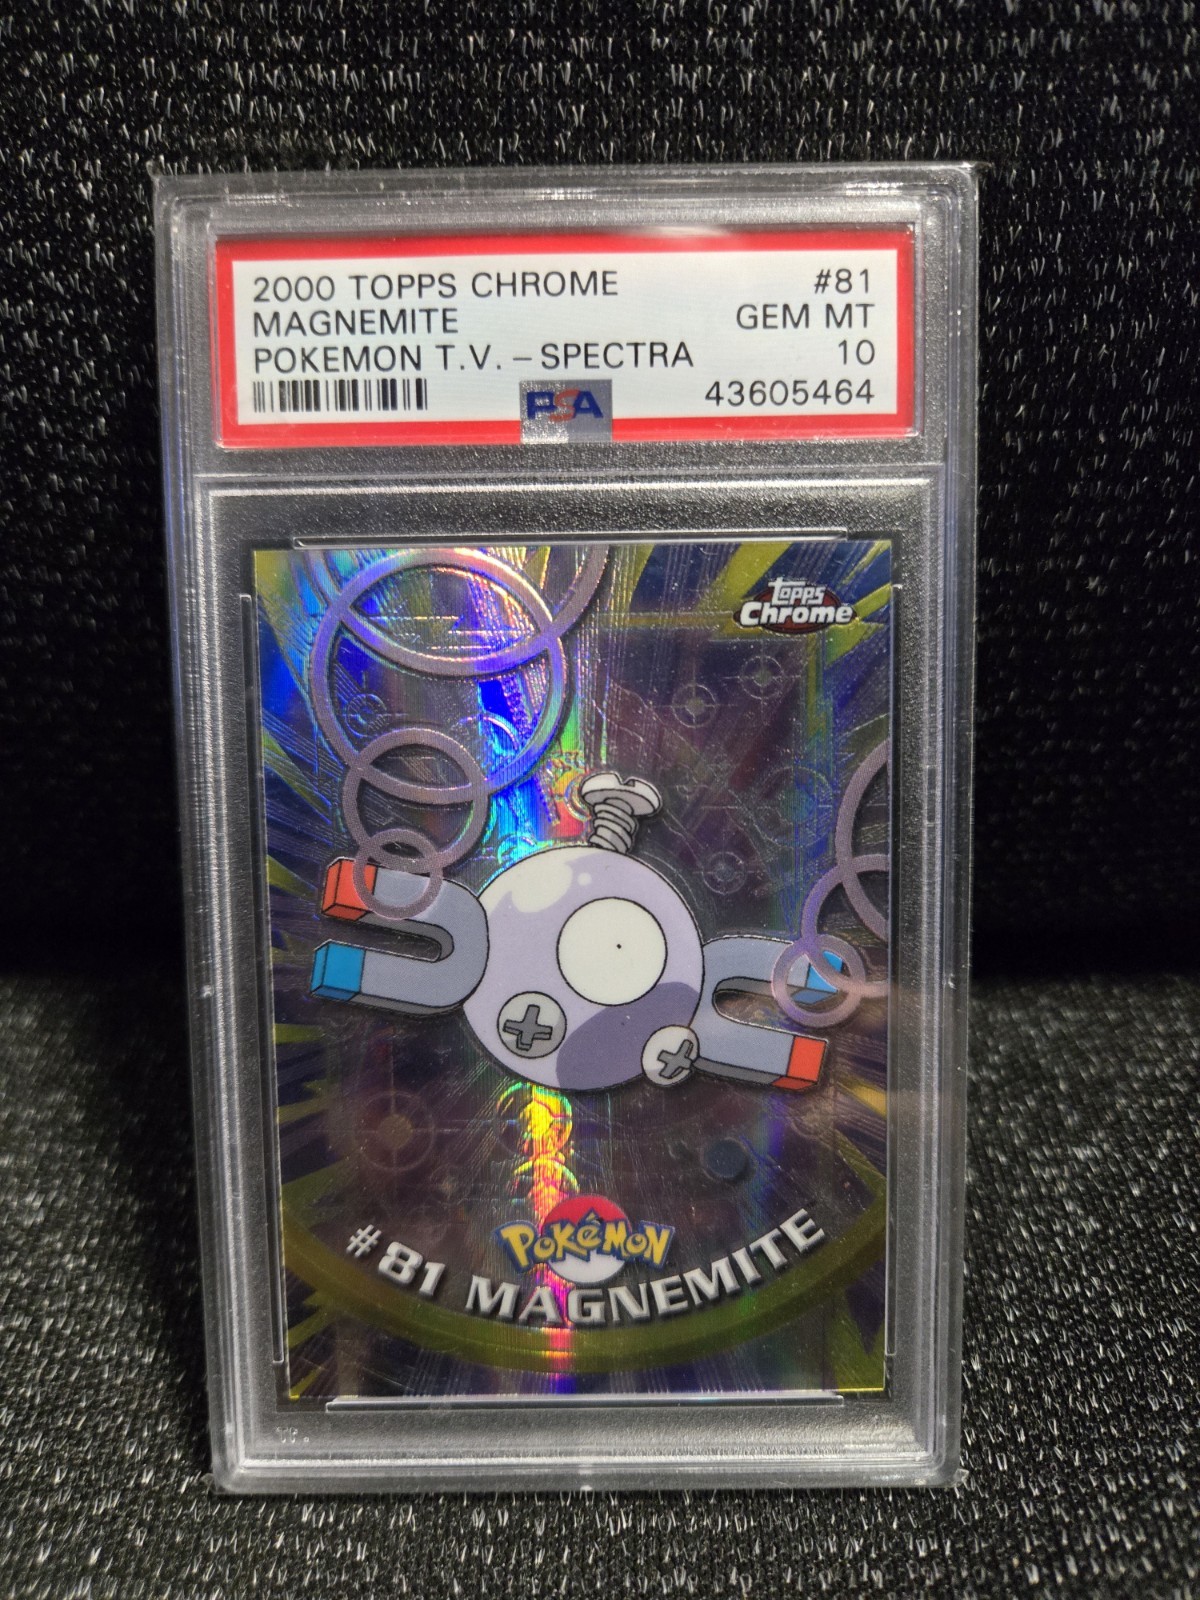 2000 TOPPS CHROME #81
MAGNEMITE GEM MT
POKEMON T.V. – SPECTRA 10
PSA 43605464
Topps
Chrome
POKéMON
#81 MAGNEMITE